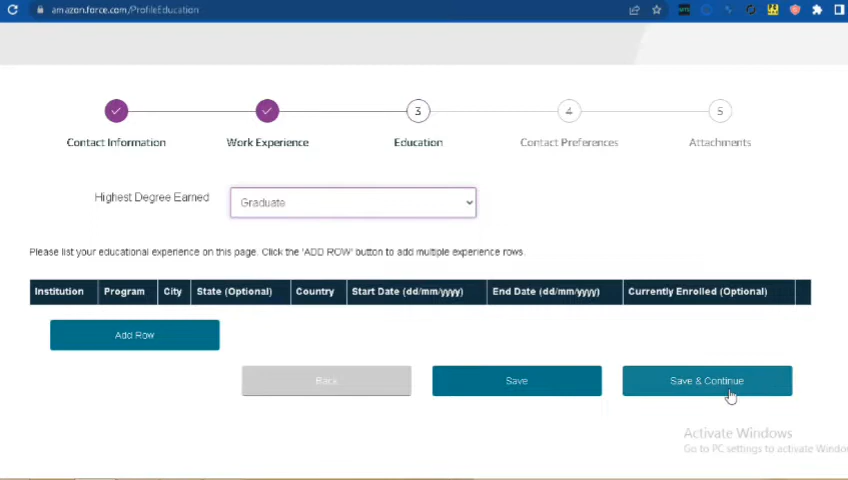 amazon.force.com/ProfileEducation
3
4
5
Contact Information
Work Experience
Education
Contact Preferences
Attachments
Highest Degree Earned
Graduate
Please list your educational experience on this page. Click the 'ADD ROW' button to add multiple experience rows.
Institution
Program
City
State (Optional)
Country
Start Date (dd/mm/yyyy)
End Date (dd/mm/yyyy)
Currently Enrolled (Optional)
Add Row
Back
Save
Save & Continue
Activate Windows
Go to PC settings to activate Windo